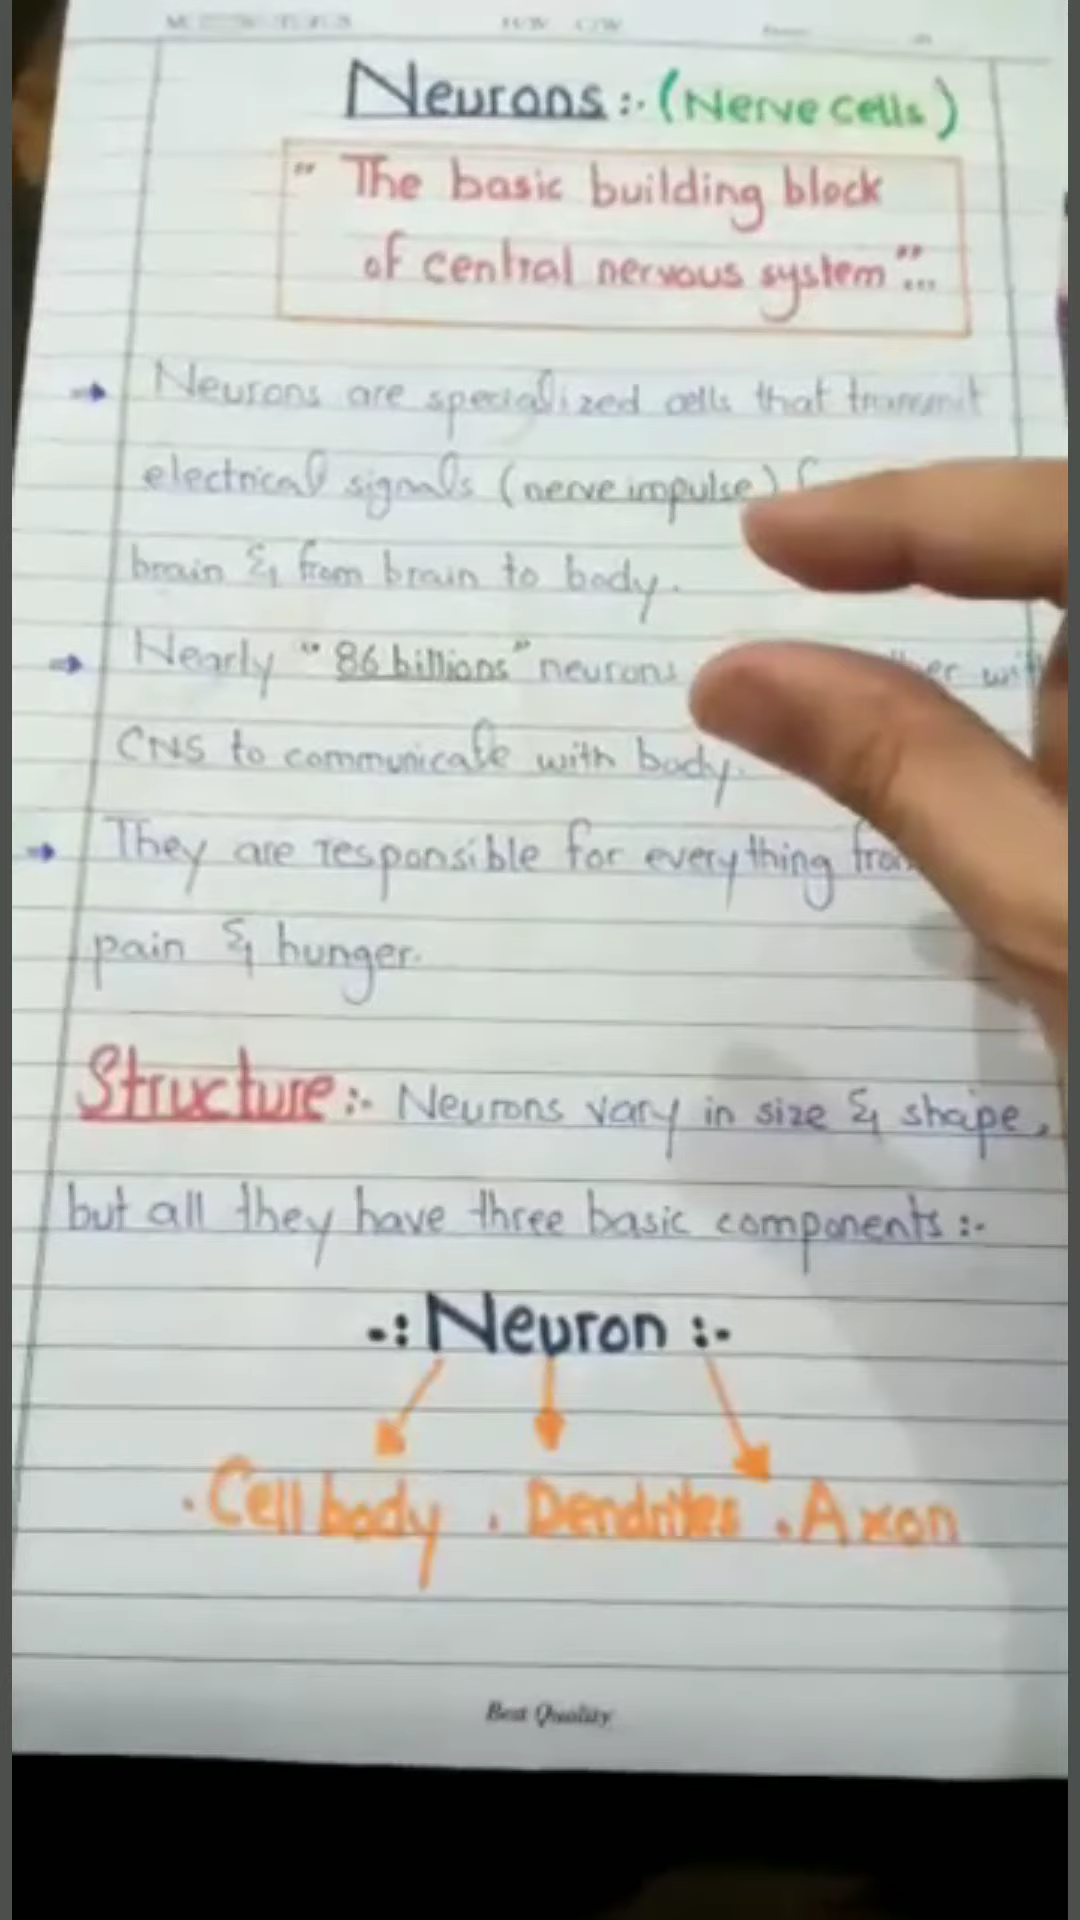 H/W C/W
Neurons :- (Nerve cells)
" The basic building block
of central nervous system"...
→ Neurons are specialized cells that transmit
electrical signals (nerve impulse)
brain & from brain to body.
→ Nearly "86 billions" neurons
CNS to communicate with body.
→ They are responsible for everything
pain & hunger.
Structure :- Neurons vary in size & shape,
but all they have three basic components :-
-: Neuron :-
. Cell body . Dendrites . Axon
Best Quality